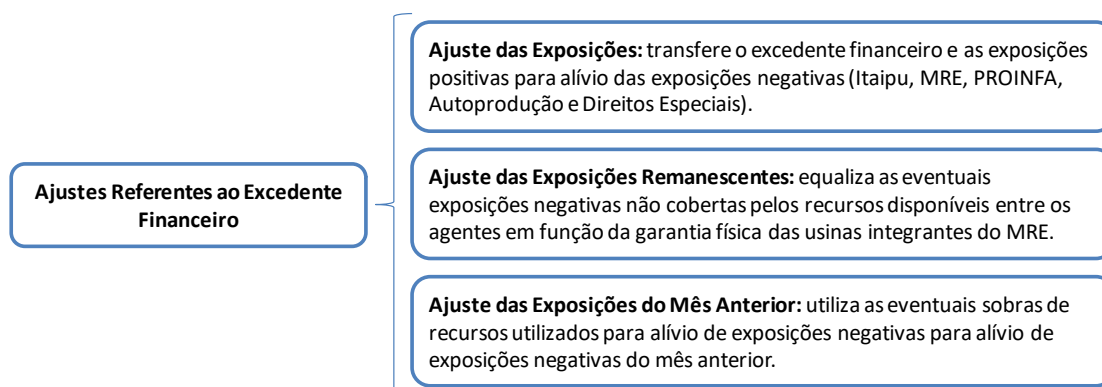 Ajuste das Exposições: transfere o excedente financeiro e as exposições
positivas para alívio das exposições negativas (Itaipu, MRE, PROINFA,
Autoprodução e Direitos Especiais).
Ajustes Referentes ao Excedente
Financeiro
Ajuste das Exposições Remanescentes: equaliza as eventuais
exposições negativas não cobertas pelos recursos disponíveis entre os
agentes em função da garantia física das usinas integrantes do MRE.
Ajuste das Exposições do Mês Anterior: utiliza as eventuais sobras de
recursos utilizados para alívio de exposições negativas para alívio de
exposições negativas do mês anterior.